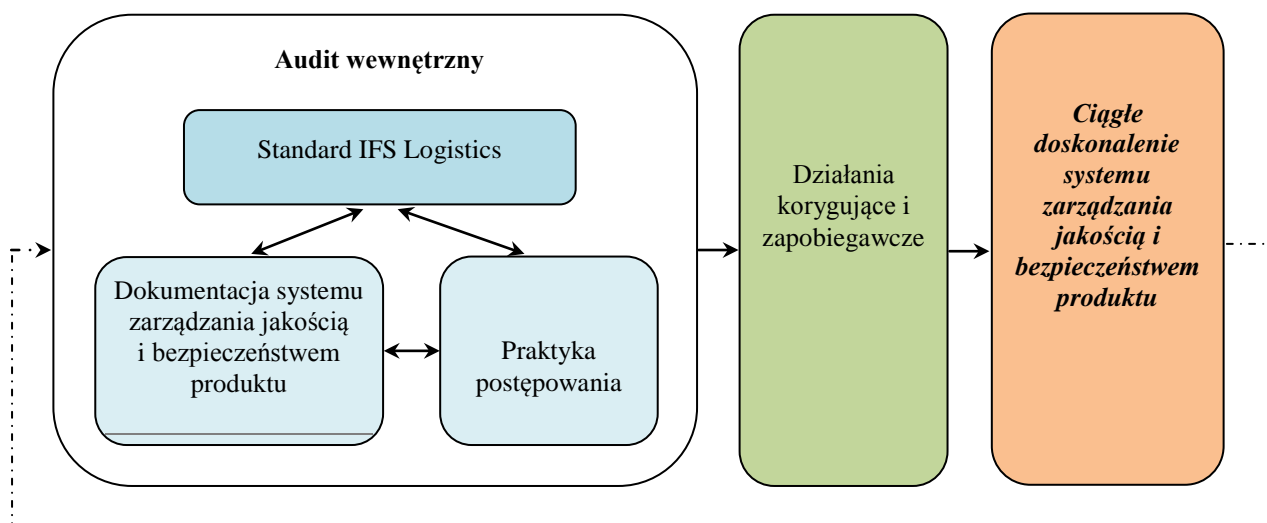 Audit wewnętrzny
Standard IFS Logistics
Dokumentacja systemu
zarządzania jakością
i bezpieczeństwem
produktu
Praktyka
postępowania
Działania
korygujące i
zapobiegawcze
Ciągłe
doskonalenie
systemu
zarządzania
jakością i
bezpieczeństwem
produktu